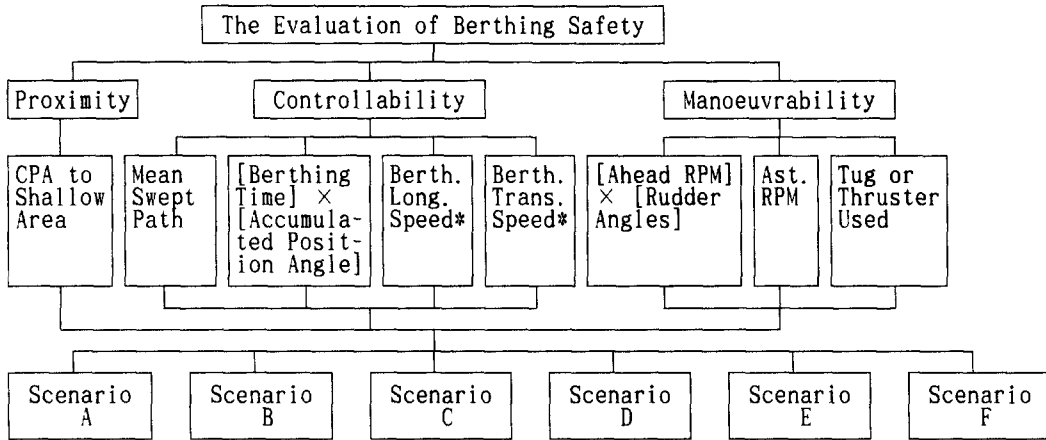 The Evaluation of Berthing Safety
Proximity
Controllability
Manoeuvrability
CPA to
Shallow
Area
Mean
Swept
Path
[Berthing
Time] ×
[Accumula-
ted Posit-
ion Angle]
Berth.
Long.
Speed*
Berth.
Trans.
Speed*
[Ahead RPM]
× [Rudder
Angles]
Ast.
RPM
Tug or
Thruster
Used
Scenario
A
Scenario
B
Scenario
C
Scenario
D
Scenario
E
Scenario
F